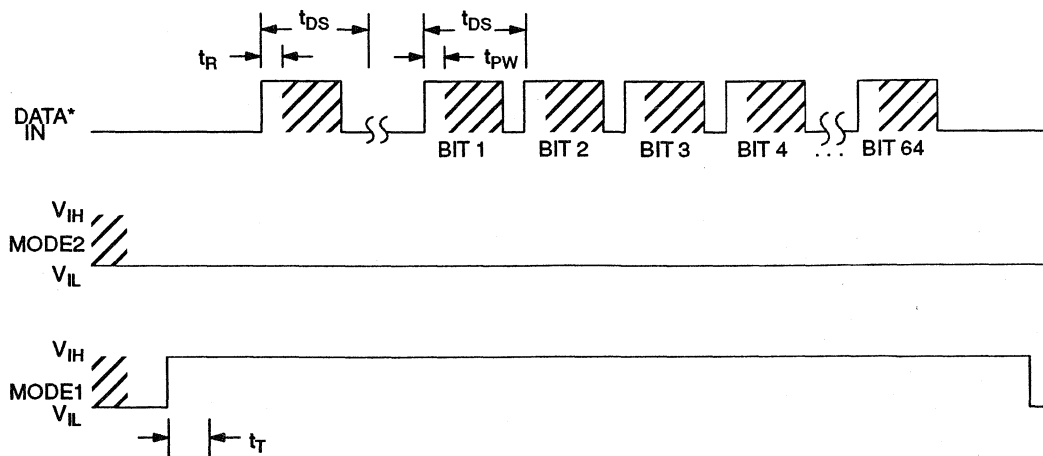 tDS tDS
tR tPW
DATA*
IN
BIT 1 BIT 2 BIT 3 BIT 4 ... BIT 64
VIH
MODE2
VIL
VIH
MODE1
VIL
tT